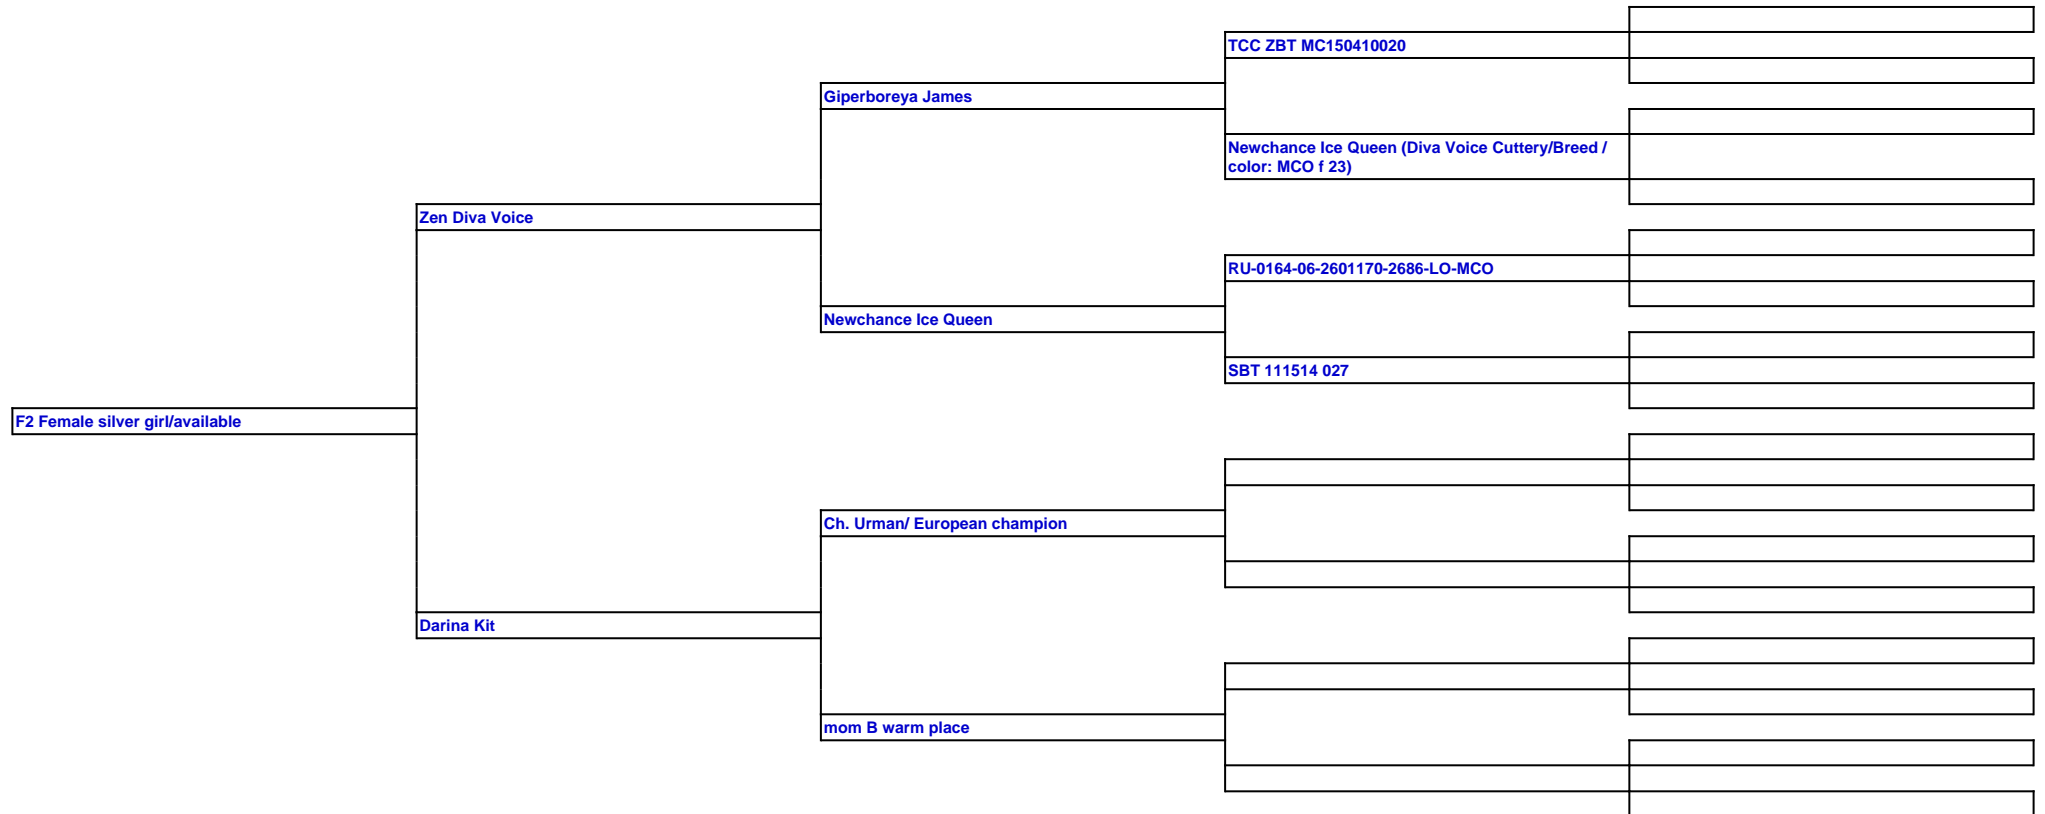 TCC ZBT MC150410020
Giperboreya James
Newchance Ice Queen (Diva Voice Cuttery/Breed /
color: MCO f 23)
Zen Diva Voice
RU-0164-06-2601170-2686-LO-MCO
Newchance Ice Queen
SBT 111514 027
F2 Female silver girl/available
Ch. Urman/ European champion
Darina Kit
mom B warm place